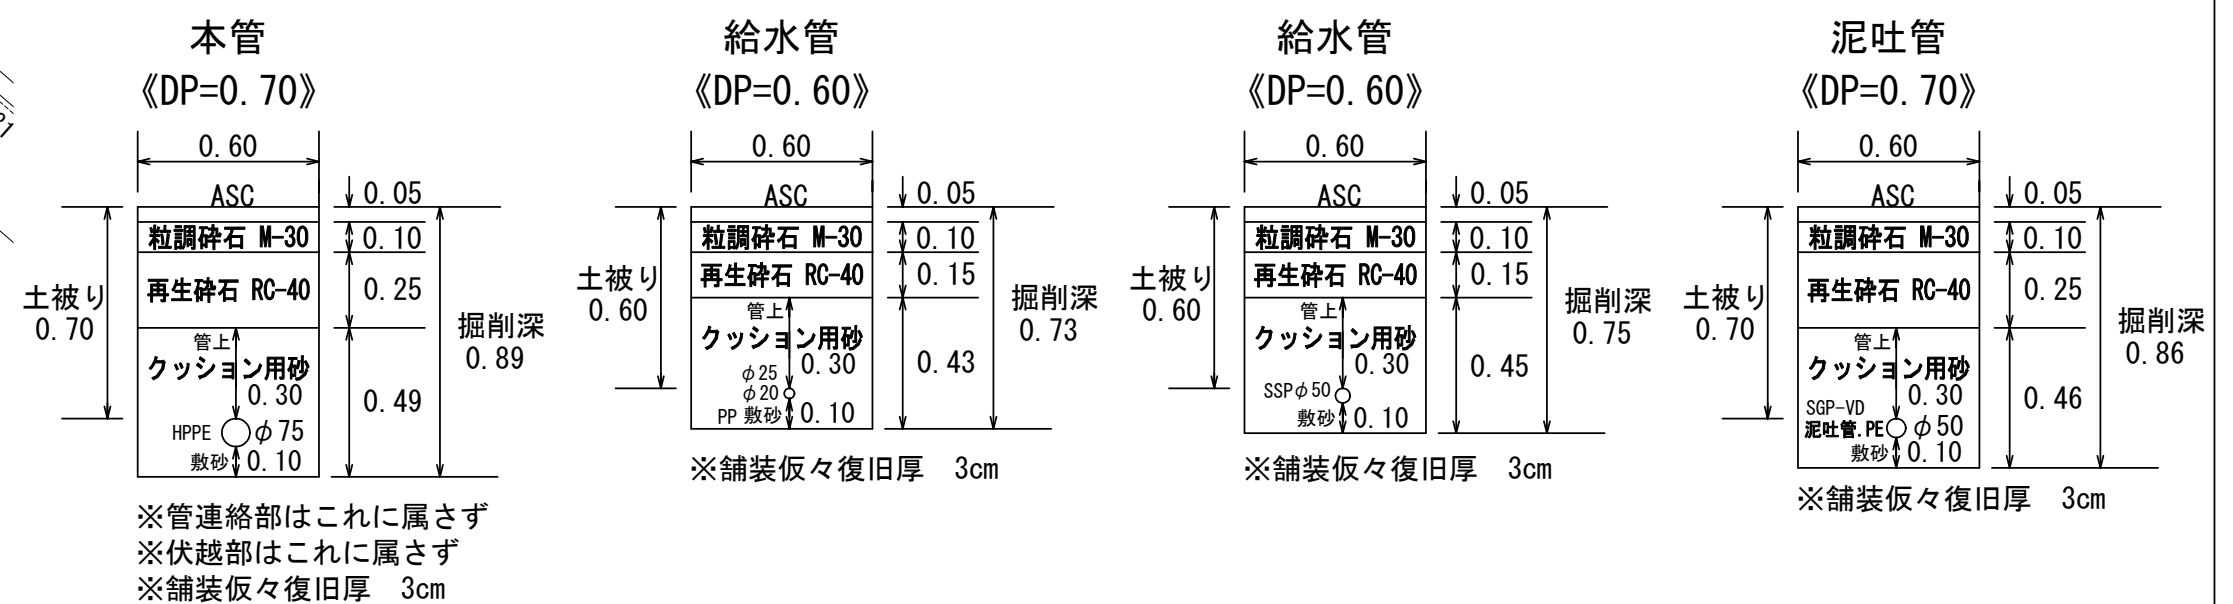 本管
《DP=0.70》
0.60
ASC
0.05
粒調砕石 M-30
0.10
再生砕石 RC-40
0.25
土被り
0.70
掘削深
0.89
管上
クッション用砂
0.30
0.49
HPPE
φ75
敷砂
0.10
※管連絡部はこれに属さず
※伏越部はこれに属さず
※舗装仮々復旧厚 3cm
給水管
《DP=0.60》
0.60
ASC
0.05
粒調砕石 M-30
0.10
再生砕石 RC-40
0.15
土被り
0.60
掘削深
0.73
管上
クッション用砂
0.30
0.43
φ25
φ20
PP 敷砂
0.10
※舗装仮々復旧厚 3cm
給水管
《DP=0.60》
0.60
ASC
0.05
粒調砕石 M-30
0.10
再生砕石 RC-40
0.15
土被り
0.60
掘削深
0.75
管上
クッション用砂
0.30
0.45
SSPφ50
敷砂
0.10
※舗装仮々復旧厚 3cm
泥吐管
《DP=0.70》
0.60
ASC
0.05
粒調砕石 M-30
0.10
再生砕石 RC-40
0.25
土被り
0.70
掘削深
0.86
管上
クッション用砂
0.30
0.46
SGP-VD
泥吐管.PE
φ50
敷砂
0.10
※舗装仮々復旧厚 3cm